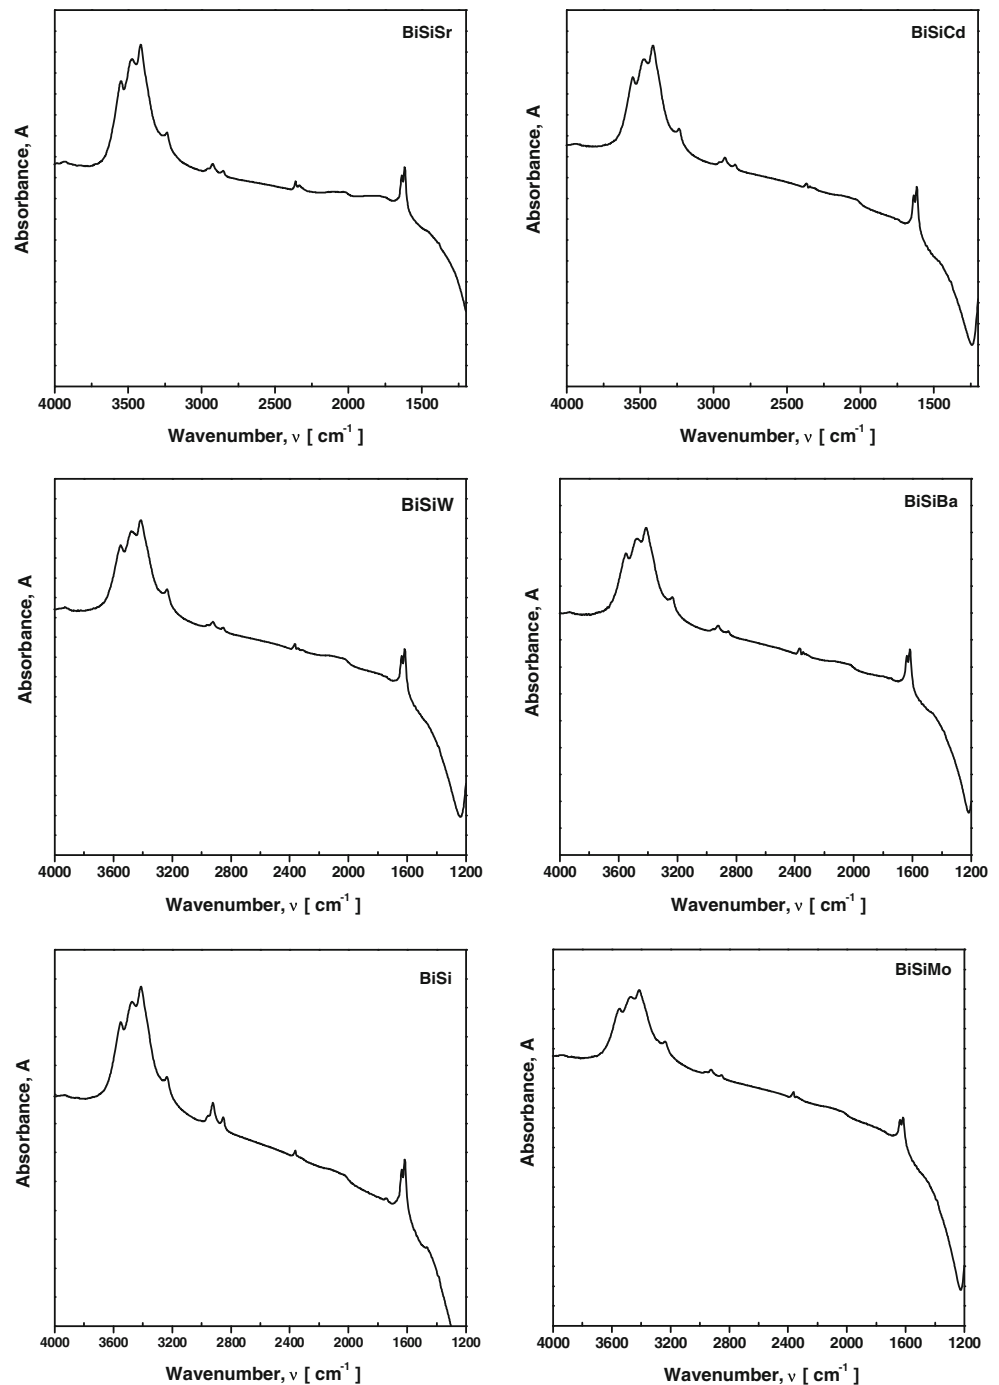 BiSiSr
Absorbance, A
4000 3500 3000 2500 2000 1500
Wavenumber, ν [ cm-1 ]
BiSiCd
Absorbance, A
4000 3500 3000 2500 2000 1500
Wavenumber, ν [ cm-1 ]
BiSiW
Absorbance, A
4000 3600 3200 2800 2400 2000 1600 1200
Wavenumber, ν [ cm-1 ]
BiSiBa
Absorbance, A
4000 3600 3200 2800 2400 2000 1600 1200
Wavenumber, ν [ cm-1 ]
BiSi
Absorbance, A
4000 3600 3200 2800 2400 2000 1600 1200
Wavenumber, ν [ cm-1 ]
BiSiMo
Absorbance, A
4000 3600 3200 2800 2400 2000 1600 1200
Wavenumber, ν [ cm-1 ]